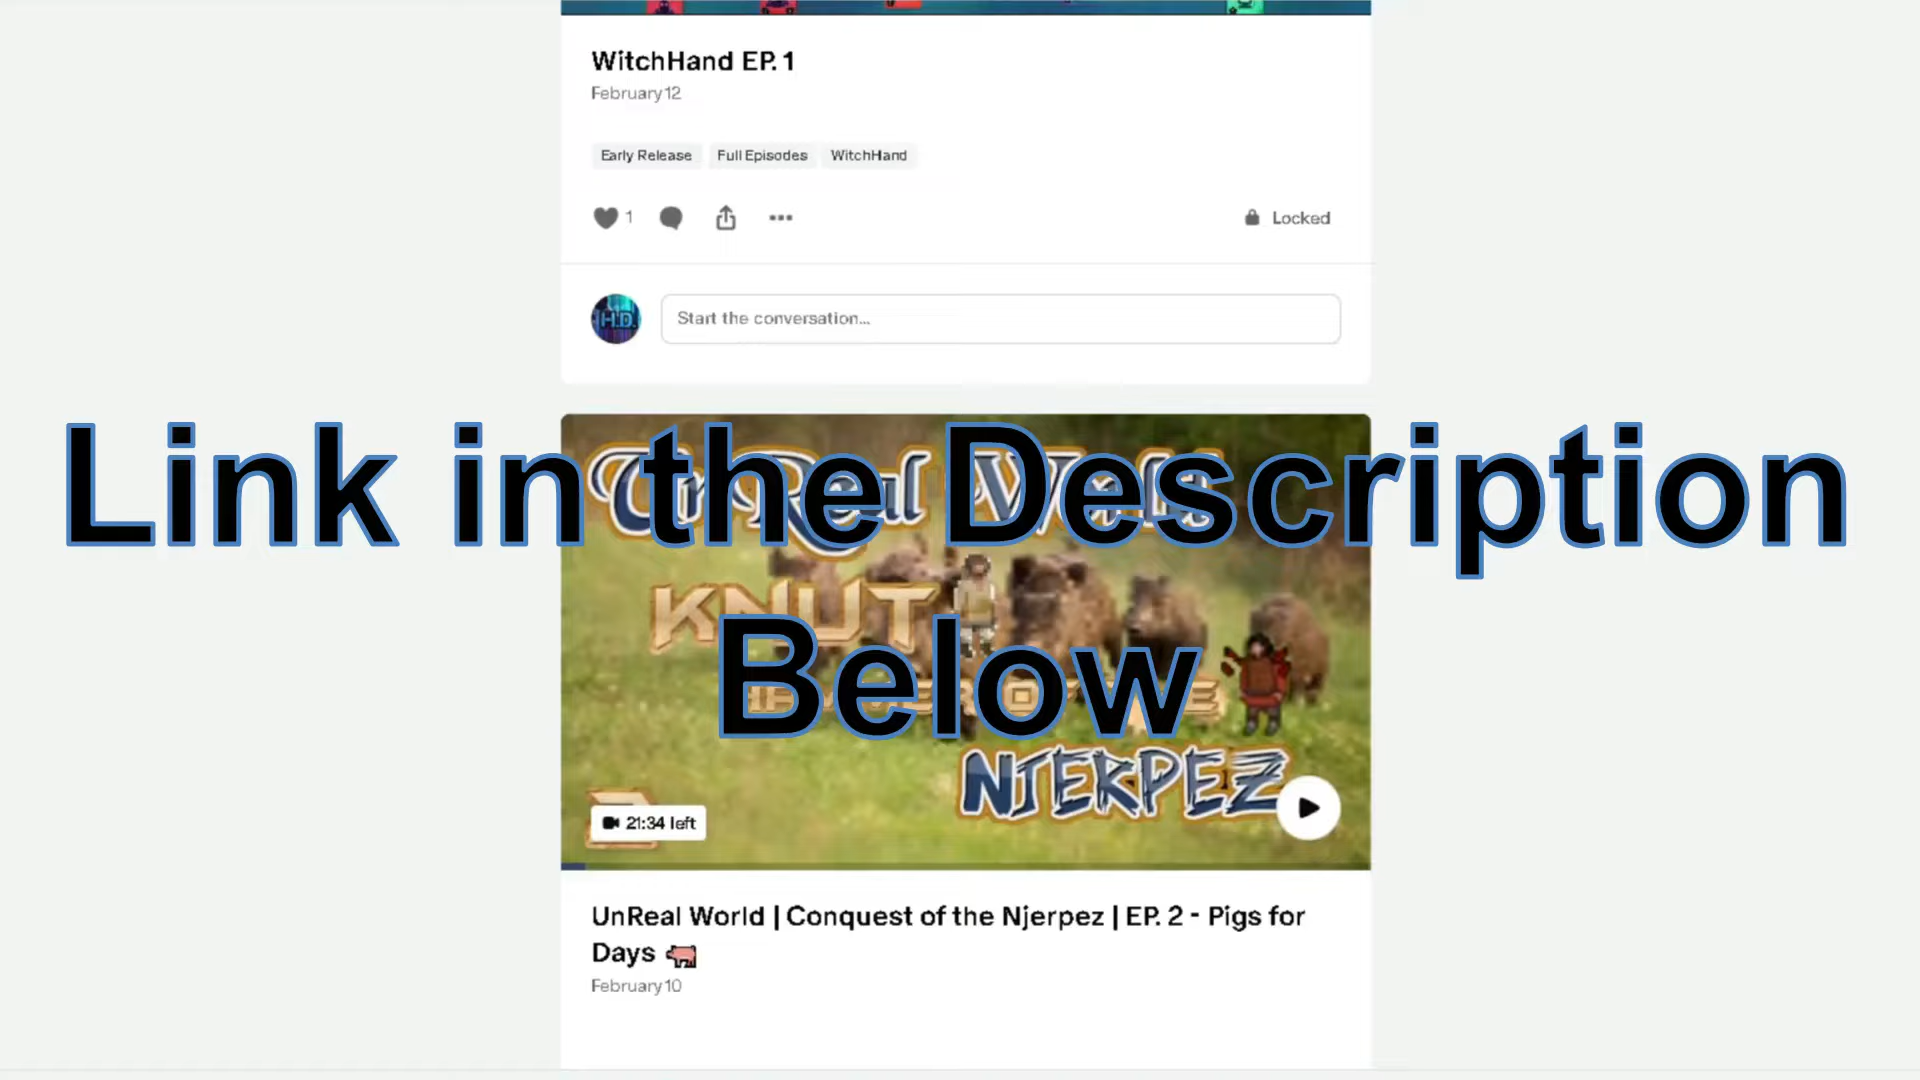 WitchHand EP. 1
February 12
Early Release Full Episodes WitchHand
1 Locked
H.D.
Start the conversation...
UnReal World
Link in the Description
KNUT
Below
NJERPEZ
21:34 left
UnReal World | Conquest of the Njerpez | EP. 2 - Pigs for
Days
February 10